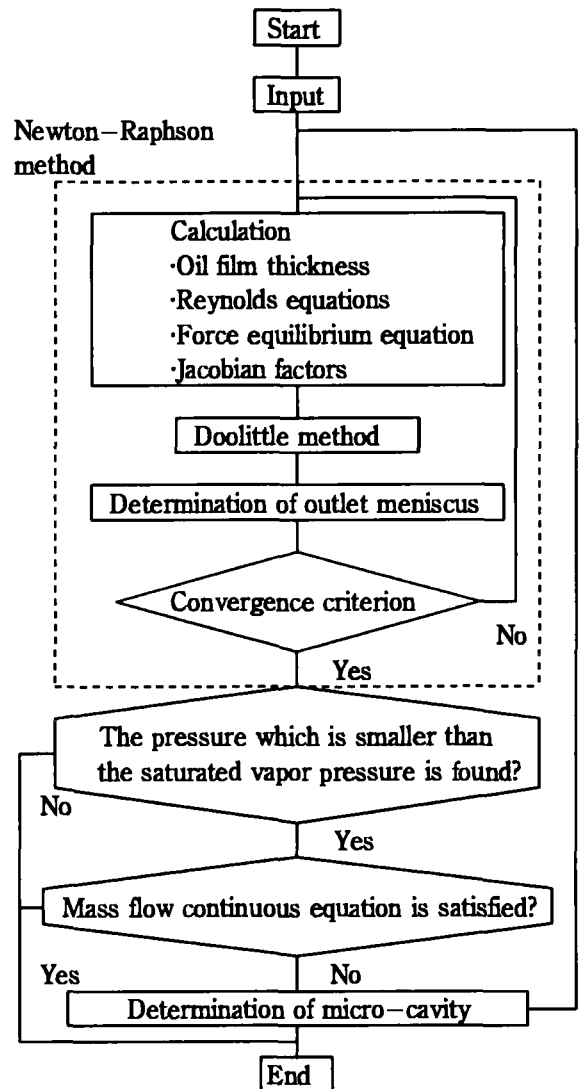 Start
Input
Newton-Raphson
method
Calculation
·Oil film thickness
·Reynolds equations
·Force equilibrium equation
·Jacobian factors
Doolittle method
Determination of outlet meniscus
Convergence criterion
No
Yes
The pressure which is smaller than
the saturated vapor pressure is found?
No
Yes
Mass flow continuous equation is satisfied?
Yes
No
Determination of micro-cavity
End